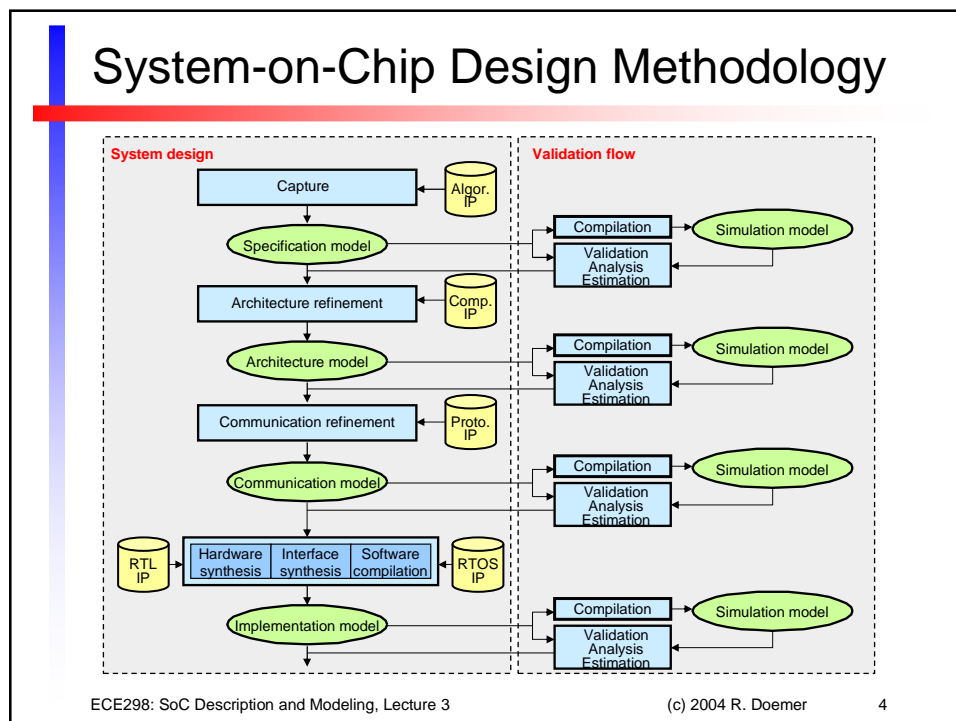 System-on-Chip Design Methodology
System design
Validation flow
Capture
Algor.
IP
Specification model
Compilation
Simulation model
Validation
Analysis
Estimation
Architecture refinement
Comp.
IP
Architecture model
Compilation
Simulation model
Validation
Analysis
Estimation
Communication refinement
Proto.
IP
Communication model
Compilation
Simulation model
Validation
Analysis
Estimation
RTL
IP
Hardware
synthesis
Interface
synthesis
Software
compilation
RTOS
IP
Implementation model
Compilation
Simulation model
Validation
Analysis
Estimation
ECE298: SoC Description and Modeling, Lecture 3
(c) 2004 R. Doemer
4